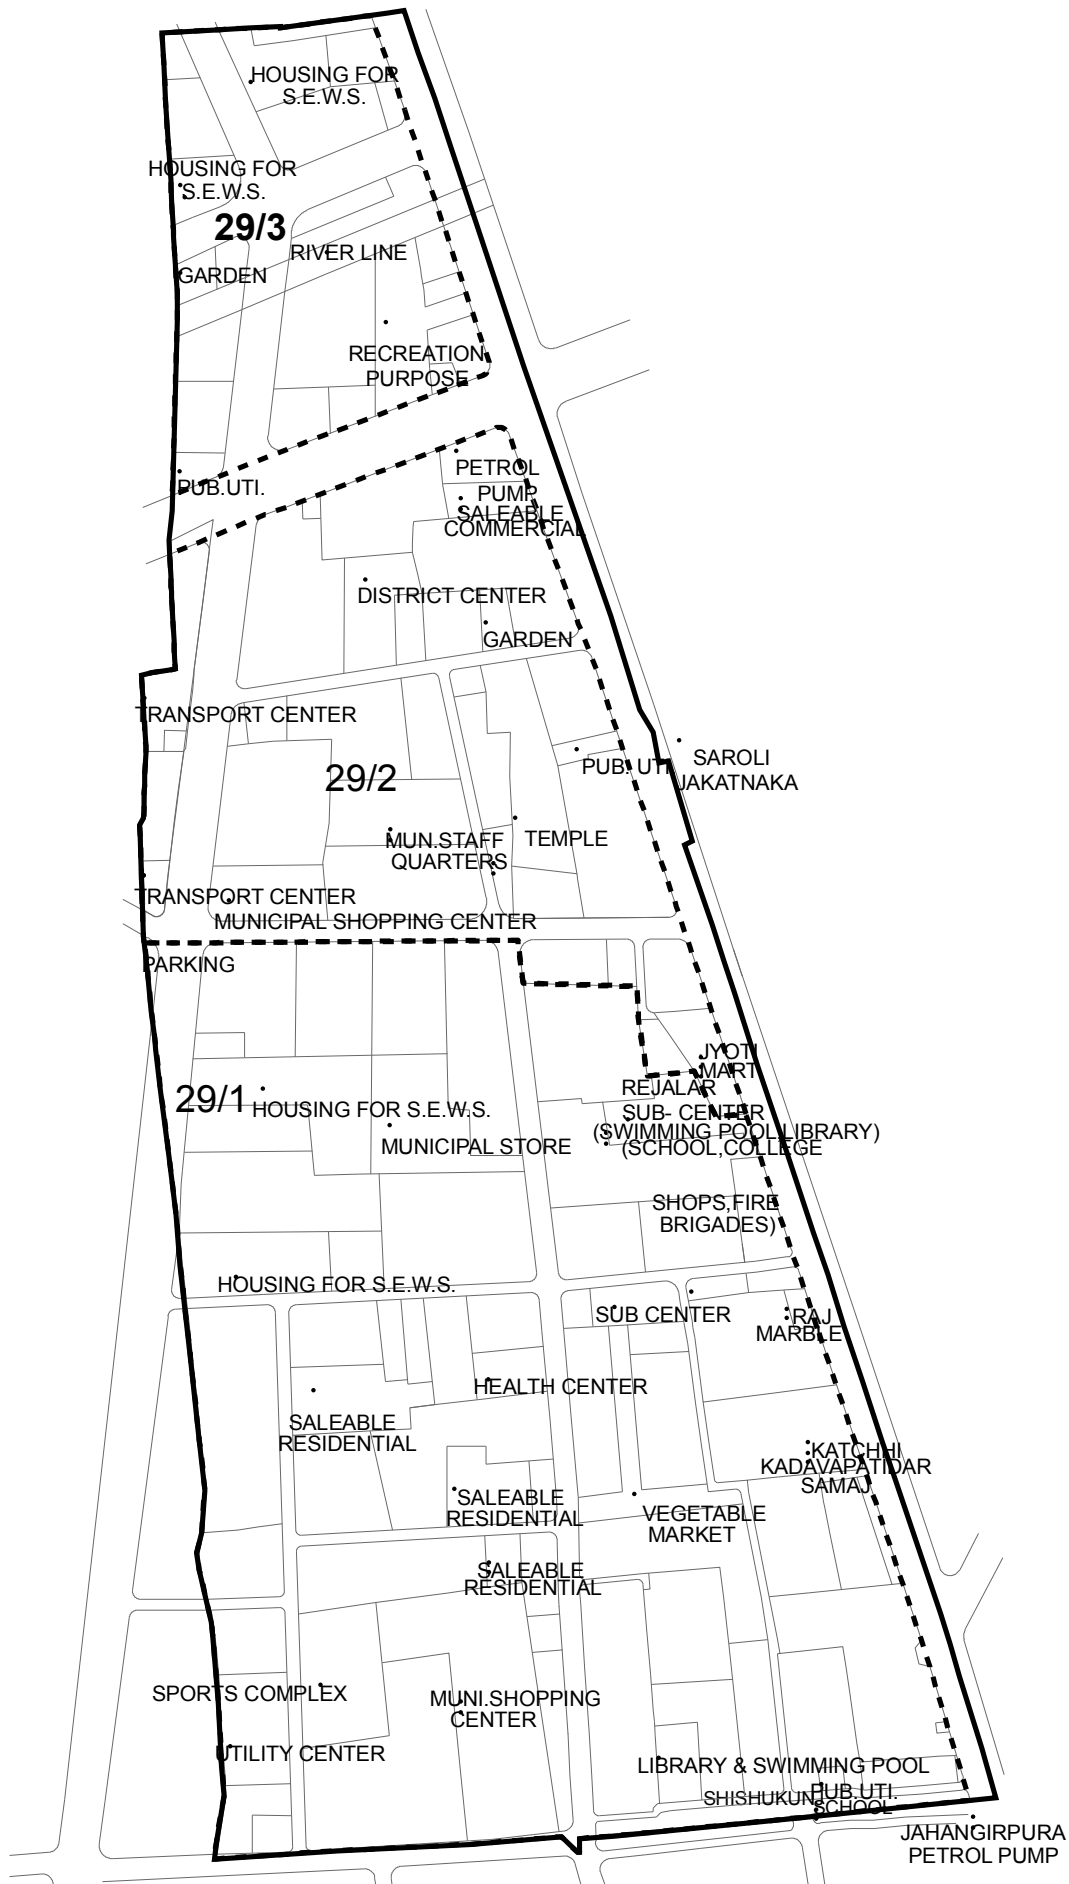 HOUSING FOR
S.E.W.S.
HOUSING FOR
S.E.W.S.
29/3
RIVER LINE
GARDEN
RECREATION
PURPOSE
PETROL
PUMP
PUB.UTI.
SALEABLE
COMMERCIAL
DISTRICT CENTER
GARDEN
TRANSPORT CENTER
PUB. UTI
SAROLI
JAKATNAKA
29/2
MUN.STAFF
QUARTERS
TEMPLE
TRANSPORT CENTER
MUNICIPAL SHOPPING CENTER
PARKING
JYOTI
MART
REJALAR
29/1
HOUSING FOR S.E.W.S.
SUB- CENTER
(SWIMMING POOL,LIBRARY)
(SCHOOL,COLLEGE
MUNICIPAL STORE
SHOPS,FIRE
BRIGADES)
HOUSING FOR S.E.W.S.
SUB CENTER
RAJ
MARBLE
HEALTH CENTER
SALEABLE
RESIDENTIAL
KATCHHI
KADAVAPATIDAR
SAMAJ
SALEABLE
RESIDENTIAL
VEGETABLE
MARKET
SALEABLE
RESIDENTIAL
SPORTS COMPLEX
MUNI.SHOPPING
CENTER
UTILITY CENTER
LIBRARY & SWIMMING POOL
PUB.UTI.
SHISHUKUNJ
SCHOOL
JAHANGIRPURA
PETROL PUMP